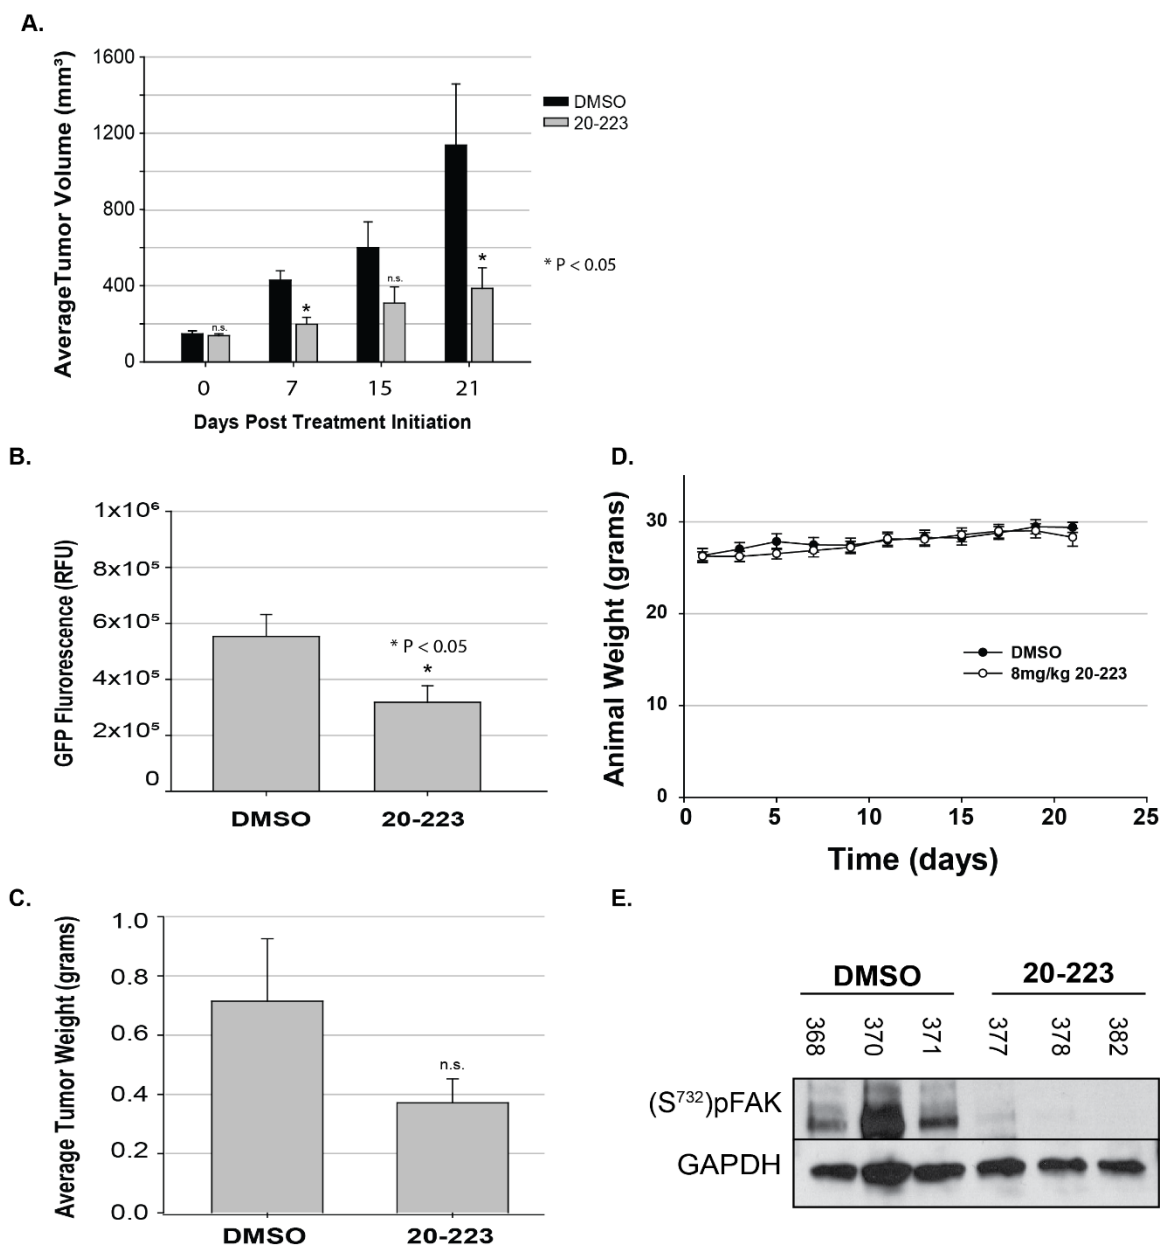 A.
AverageTumor Volume (mm³)
1600
1200
800
400
0
DMSO
20-223
* P < 0.05
n.s.
*
n.s.
*
0 7 15 21
Days Post Treatment Initiation
B.
GFP Flurorescence (RFU)
1x10⁶
8x10⁵
6x10⁵
4x10⁵
2x10⁵
0
* P < 0.05
*
DMSO 20-223
C.
Average Tumor Weight (grams)
1.0
0.8
0.6
0.4
0.2
0.0
n.s.
DMSO 20-223
D.
Animal Weight (grams)
30
20
10
0
DMSO
8mg/kg 20-223
0 5 10 15 20 25
Time (days)
E.
DMSO 20-223
368 370 371 377 378 382
(S⁷³²)pFAK
GAPDH